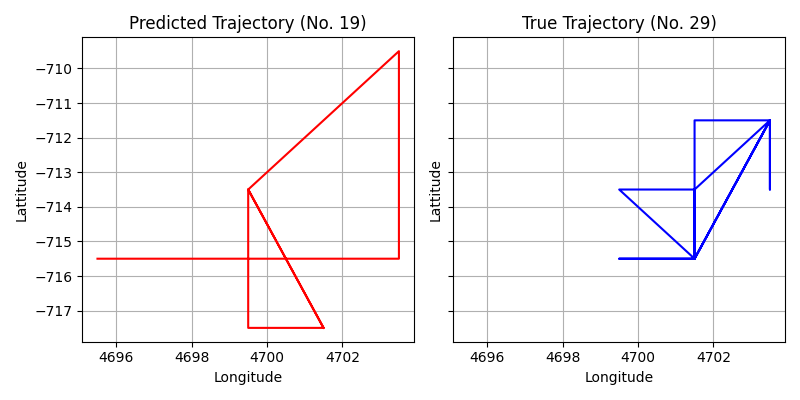 Predicted Trajectory (No. 19)
True Trajectory (No. 29)
−710
−711
−712
−713
−714
−715
−716
−717
Lattitude
Lattitude
4696 4698 4700 4702
4696 4698 4700 4702
Longitude
Longitude